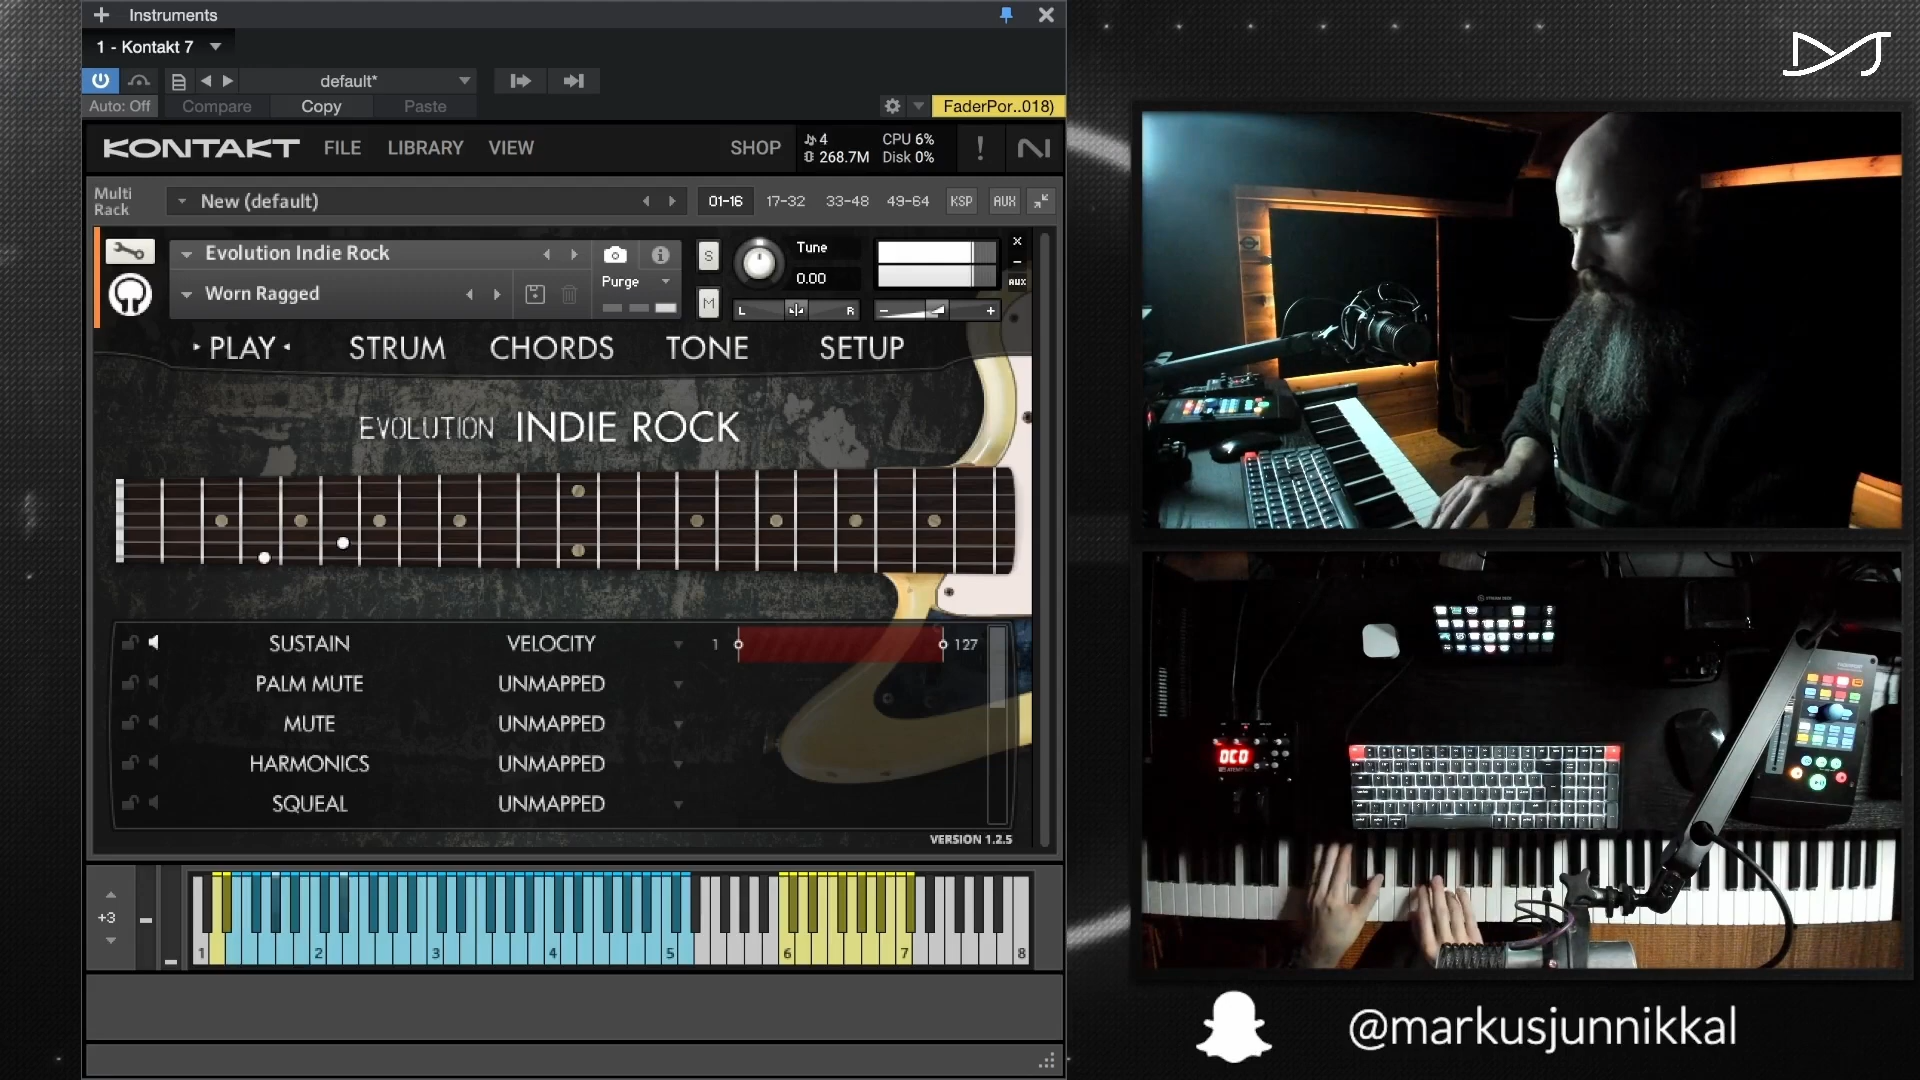 Instruments
1 - Kontakt 7
default*
Auto: Off
Compare
Copy
Paste
FaderPor..018)
KONTAKT
FILE
LIBRARY
VIEW
SHOP
4
268.7M
CPU 6%
Disk 0%
!
Multi
Rack
New (default)
01-16
17-32
33-48
49-64
KSP
AUX
Evolution Indie Rock
Worn Ragged
Purge
S
M
Tune
0.00
L
R
AUX
PLAY
STRUM
CHORDS
TONE
SETUP
EVOLUTION INDIE ROCK
SUSTAIN VELOCITY 1 127
PALM MUTE UNMAPPED
MUTE UNMAPPED
HARMONICS UNMAPPED
SQUEAL UNMAPPED
VERSION 1.2.5
+3
1 2 3 4 5 6 7 8
@markusjunnikkal